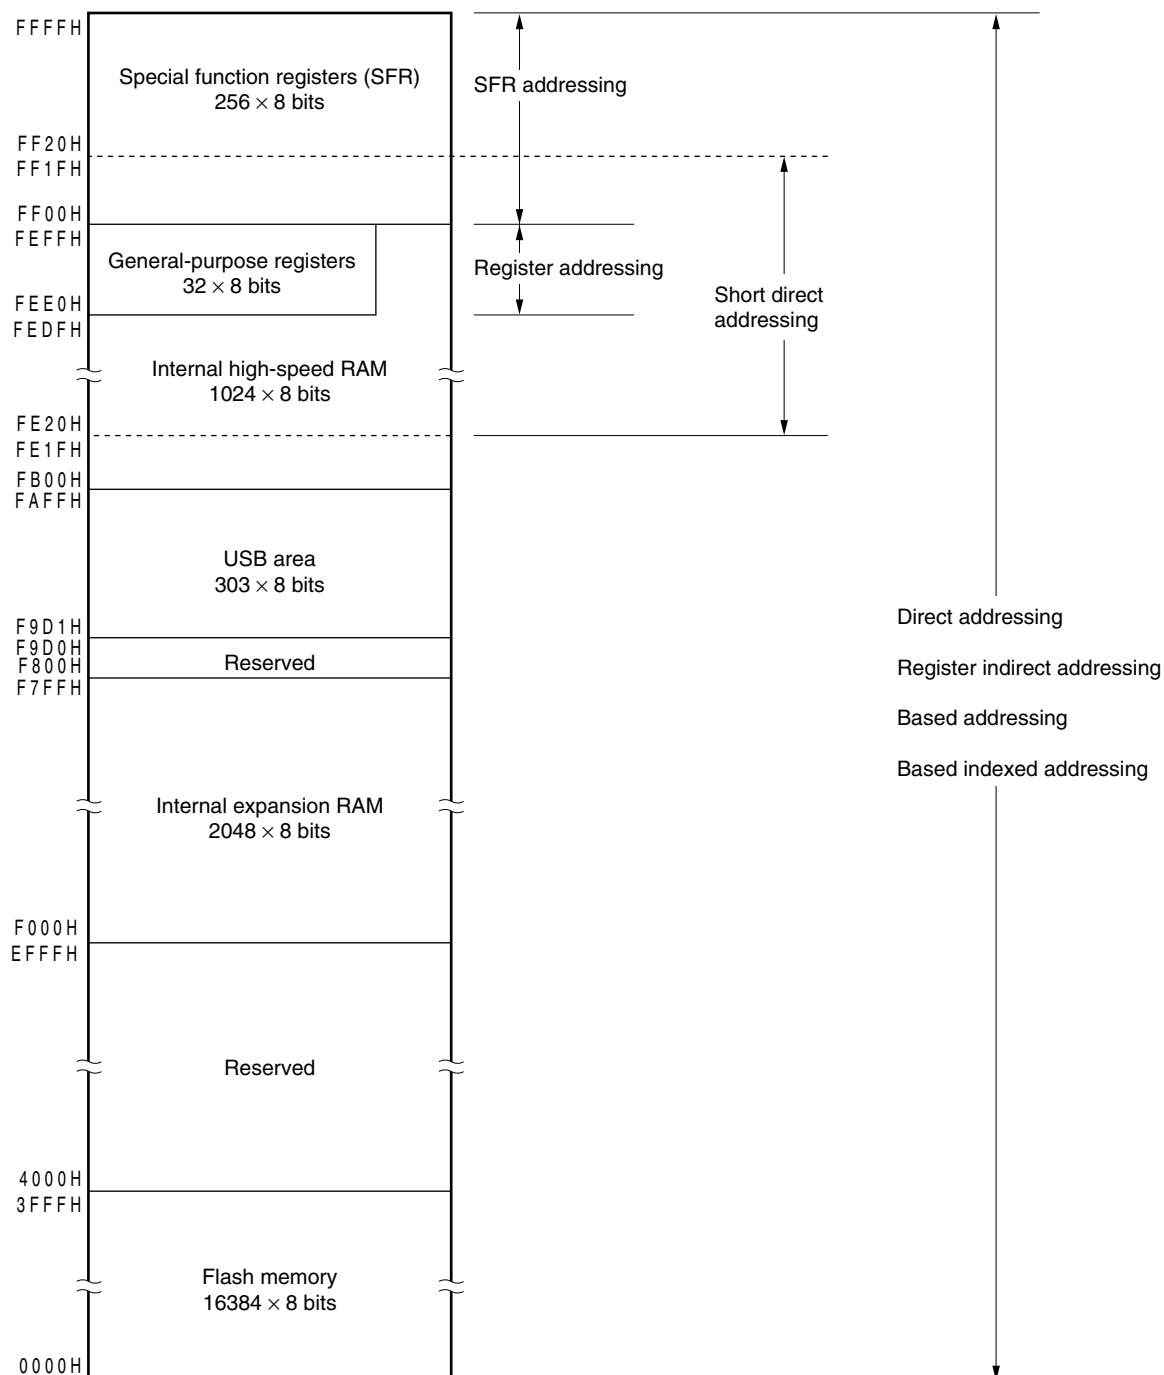 FFFFH
Special function registers (SFR)
256 × 8 bits
SFR addressing
FF20H
FF1FH
FF00H
FEFFH
General-purpose registers
32 × 8 bits
Register addressing
Short direct
addressing
FEE0H
FEDFH
Internal high-speed RAM
1024 × 8 bits
FE20H
FE1FH
FB00H
FAFFH
USB area
303 × 8 bits
F9D1H
F9D0H
Reserved
F800H
F7FFH
Direct addressing
Register indirect addressing
Based addressing
Based indexed addressing
Internal expansion RAM
2048 × 8 bits
F000H
EFFFH
Reserved
4000H
3FFFH
Flash memory
16384 × 8 bits
0000H